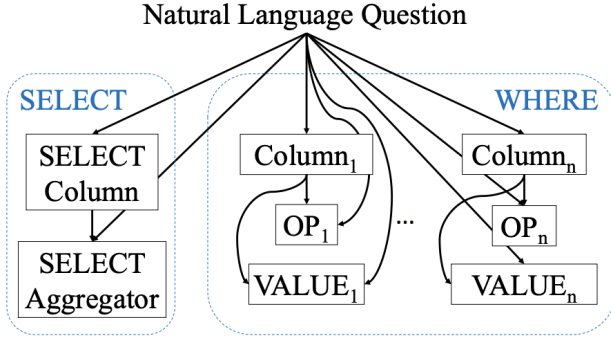 Natural Language Question
SELECT
WHERE
SELECT
Column
Column1
Columnn
OP1
...
OPn
SELECT
Aggregator
VALUE1
VALUEn